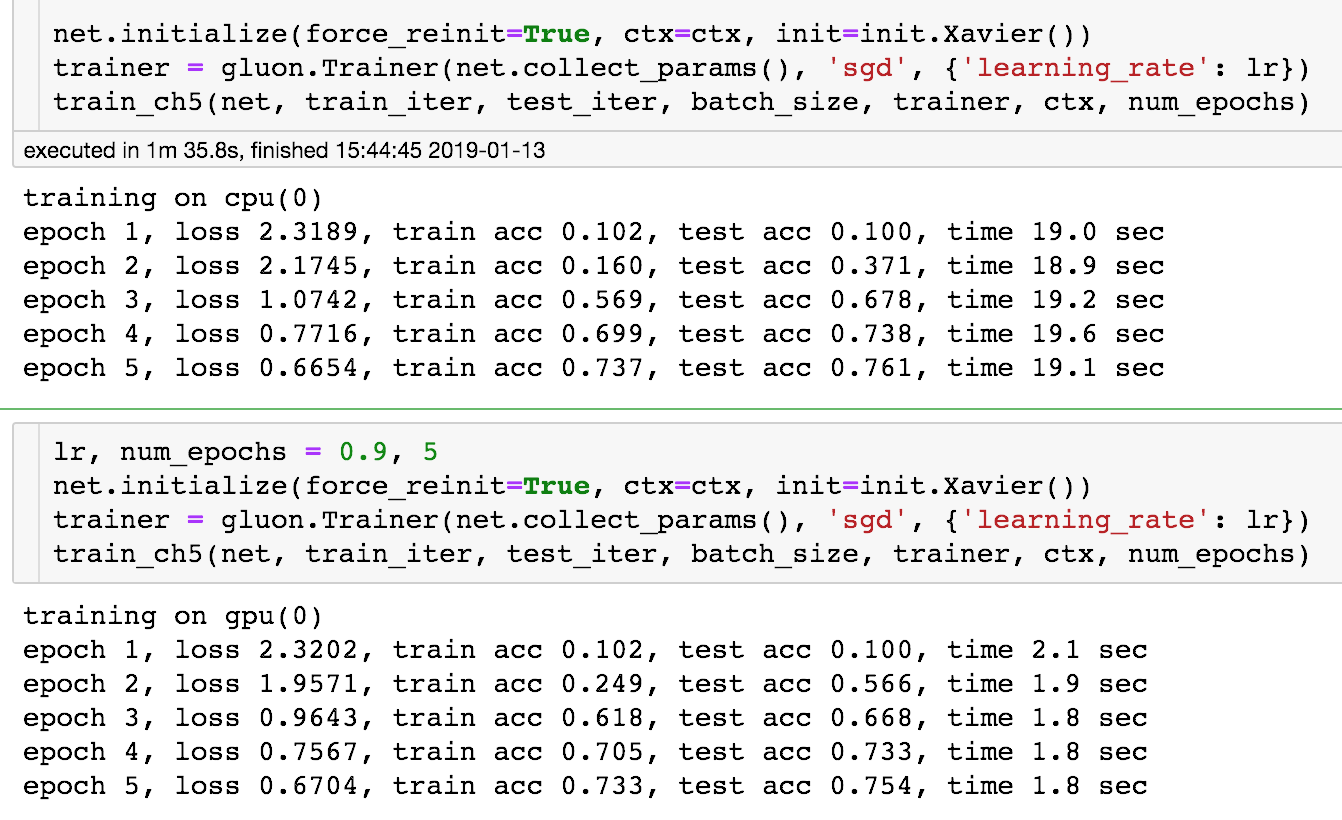 net.initialize(force_reinit=True, ctx=ctx, init=init.Xavier())
trainer = gluon.Trainer(net.collect_params(), 'sgd', {'learning_rate': lr})
train_ch5(net, train_iter, test_iter, batch_size, trainer, ctx, num_epochs)
executed in 1m 35.8s, finished 15:44:45 2019-01-13
training on cpu(0)
epoch 1, loss 2.3189, train acc 0.102, test acc 0.100, time 19.0 sec
epoch 2, loss 2.1745, train acc 0.160, test acc 0.371, time 18.9 sec
epoch 3, loss 1.0742, train acc 0.569, test acc 0.678, time 19.2 sec
epoch 4, loss 0.7716, train acc 0.699, test acc 0.738, time 19.6 sec
epoch 5, loss 0.6654, train acc 0.737, test acc 0.761, time 19.1 sec
lr, num_epochs = 0.9, 5
net.initialize(force_reinit=True, ctx=ctx, init=init.Xavier())
trainer = gluon.Trainer(net.collect_params(), 'sgd', {'learning_rate': lr})
train_ch5(net, train_iter, test_iter, batch_size, trainer, ctx, num_epochs)
training on gpu(0)
epoch 1, loss 2.3202, train acc 0.102, test acc 0.100, time 2.1 sec
epoch 2, loss 1.9571, train acc 0.249, test acc 0.566, time 1.9 sec
epoch 3, loss 0.9643, train acc 0.618, test acc 0.668, time 1.8 sec
epoch 4, loss 0.7567, train acc 0.705, test acc 0.733, time 1.8 sec
epoch 5, loss 0.6704, train acc 0.733, test acc 0.754, time 1.8 sec